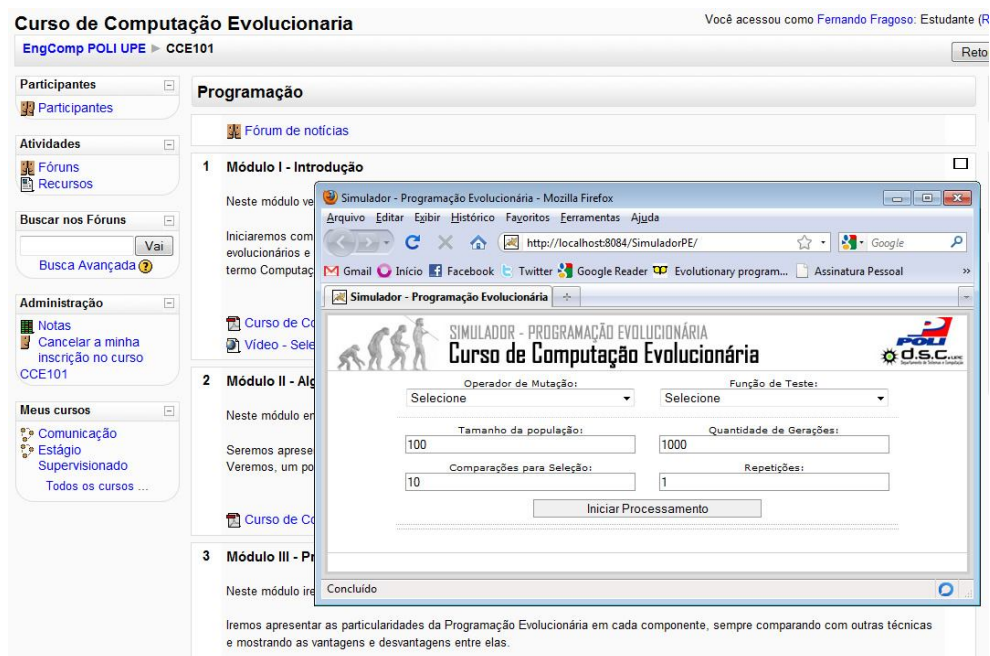 Curso de Computação Evolucionaria
Você acessou como Fernando Fragoso: Estudante (R
EngComp POLI UPE ► CCE101
Reto
Participantes
Participantes
Atividades
Fóruns
Recursos
Buscar nos Fóruns
Vai
Busca Avançada
Administração
Notas
Cancelar a minha
inscrição no curso
CCE101
Meus cursos
Comunicação
Estágio
Supervisionado
Todos os cursos ...
Programação
Fórum de notícias
1 Módulo I - Introdução
Neste módulo ve
Iniciaremos com
evolucionários e
termo Computaç
Curso de Co
Vídeo - Sele
2 Módulo II - Alg
Neste módulo en
Seremos aprese
Veremos, um po
Curso de Co
3 Módulo III - Pr
Neste módulo ire
Iremos apresentar as particularidades da Programação Evolucionária em cada componente, sempre comparando com outras técnicas
e mostrando as vantagens e desvantagens entre elas.
Simulador - Programação Evolucionária - Mozilla Firefox
Arquivo Editar Exibir Histórico Favoritos Ferramentas Ajuda
http://localhost:8084/SimuladorPE/
Google
Gmail Início Facebook Twitter Google Reader Evolutionary program... Assinatura Pessoal »
Simulador - Programação Evolucionária
SIMULADOR - PROGRAMAÇÃO EVOLUCIONÁRIA
Curso de Computação Evolucionária
POLI
d.s.c.
Operador de Mutação:
Selecione
Função de Teste:
Selecione
Tamanho da população:
100
Quantidade de Gerações:
1000
Comparações para Seleção:
10
Repetições:
1
Iniciar Processamento
Concluído